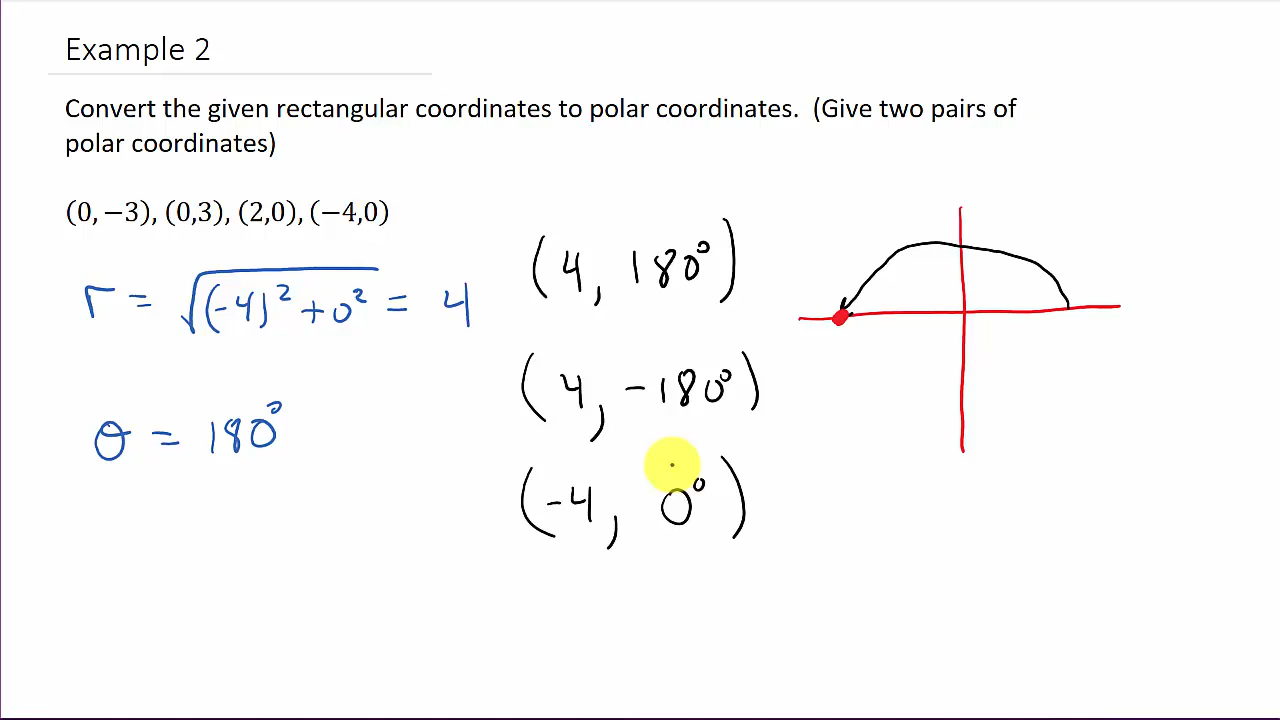 Example 2
Convert the given rectangular coordinates to polar coordinates.  (Give two pairs of
polar coordinates)
(0, −3), (0,3), (2,0), (−4,0)
r = √((-4)² + 0²) = 4
θ = 180°
(4, 180°)
(4, -180°)
(-4, 0°)